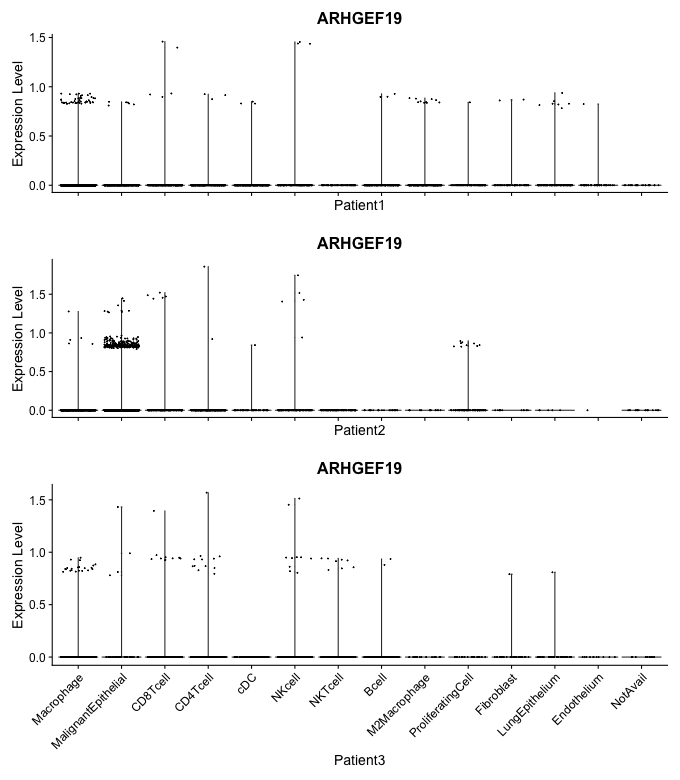 ARHGEF19
Expression Level
1.5
1.0
0.5
0.0
Patient1
ARHGEF19
Expression Level
1.5
1.0
0.5
0.0
Patient2
ARHGEF19
Expression Level
1.5
1.0
0.5
0.0
Macrophage
MalignantEpithelial
CD8Tcell
CD4Tcell
cDC
NKcell
NKTcell
Bcell
M2Macrophage
ProliferatingCell
Fibroblast
LungEpithelium
Endothelium
NotAvail
Patient3